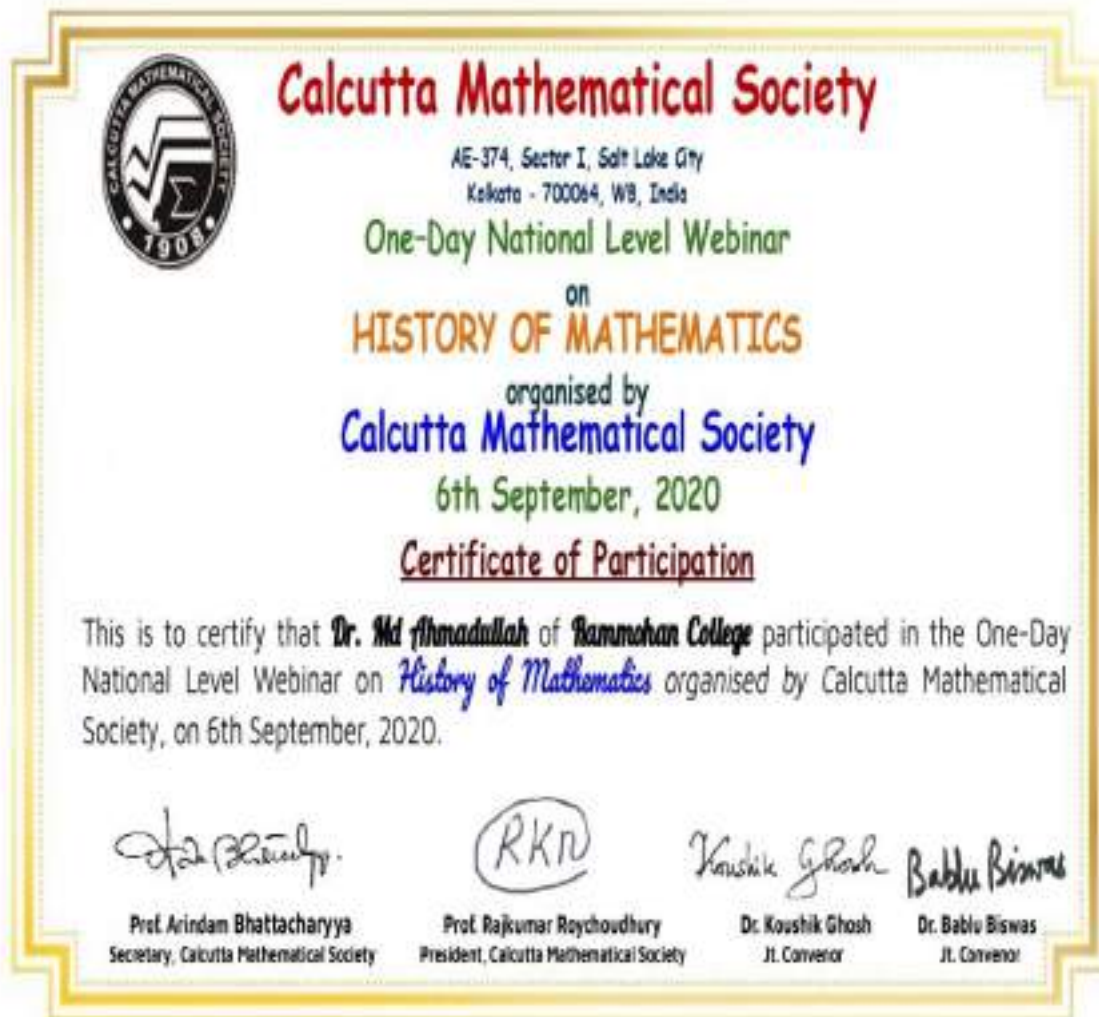 CALCUTTA MATHEMATICAL SOCIETY
1908
Calcutta Mathematical Society
AE-374, Sector I, Salt Lake City
Kolkata - 700064, WB, India
One-Day National Level Webinar
on
HISTORY OF MATHEMATICS
organised by
Calcutta Mathematical Society
6th September, 2020
Certificate of Participation
This is to certify that Dr. Md Ahmadullah of Rammohan College participated in the One-Day
National Level Webinar on History of Mathematics organised by Calcutta Mathematical
Society, on 6th September, 2020.
RKR Koushik Ghosh Bablu Biswas
Prof. Arindam Bhattacharyya Prof. Rajkumar Roychoudhury Dr. Koushik Ghosh Dr. Bablu Biswas
Secretary, Calcutta Mathematical Society President, Calcutta Mathematical Society Jt. Convenor Jt. Convenor